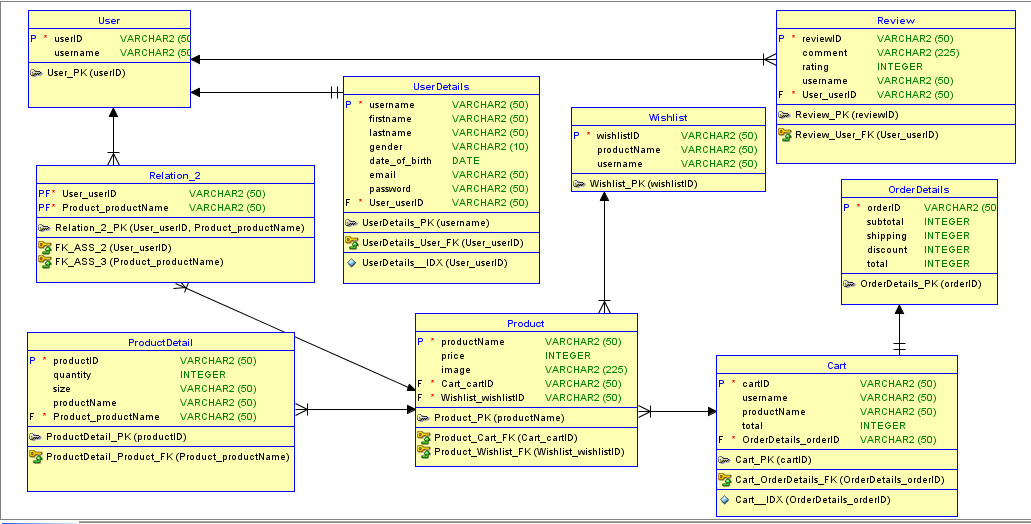 User
P * userID VARCHAR2 (50
username VARCHAR2 (50
User_PK (userID)
Review
P * reviewID VARCHAR2 (50)
comment VARCHAR2 (225)
rating INTEGER
username VARCHAR2 (50)
F * User_userID VARCHAR2 (50)
Review_PK (reviewID)
Review_User_FK (User_userID)
UserDetails
P * username VARCHAR2 (50)
firstname VARCHAR2 (50)
lastname VARCHAR2 (50)
gender VARCHAR2 (10)
date_of_birth DATE
email VARCHAR2 (50)
password VARCHAR2 (50)
F * User_userID VARCHAR2 (50)
UserDetails_PK (username)
UserDetails_User_FK (User_userID)
UserDetails__IDX (User_userID)
Wishlist
P * wishlistID VARCHAR2 (50)
productName VARCHAR2 (50)
username VARCHAR2 (50)
Wishlist_PK (wishlistID)
Relation_2
PF* User_userID VARCHAR2 (50)
PF* Product_productName VARCHAR2 (50)
Relation_2_PK (User_userID, Product_productName)
FK_ASS_2 (User_userID)
FK_ASS_3 (Product_productName)
OrderDetails
P * orderID VARCHAR2 (50
subtotal INTEGER
shipping INTEGER
discount INTEGER
total INTEGER
OrderDetails_PK (orderID)
ProductDetail
P * productID VARCHAR2 (50)
quantity INTEGER
size VARCHAR2 (50)
productName VARCHAR2 (50)
F * Product_productName VARCHAR2 (50)
ProductDetail_PK (productID)
ProductDetail_Product_FK (Product_productName)
Product
P * productName VARCHAR2 (50)
price INTEGER
image VARCHAR2 (225)
F * Cart_cartID VARCHAR2 (50)
F * Wishlist_wishlistID VARCHAR2 (50)
Product_PK (productName)
Product_Cart_FK (Cart_cartID)
Product_Wishlist_FK (Wishlist_wishlistID)
Cart
P * cartID VARCHAR2 (50)
username VARCHAR2 (50)
productName VARCHAR2 (50)
total INTEGER
F * OrderDetails_orderID VARCHAR2 (50)
Cart_PK (cartID)
Cart_OrderDetails_FK (OrderDetails_orderID)
Cart__IDX (OrderDetails_orderID)